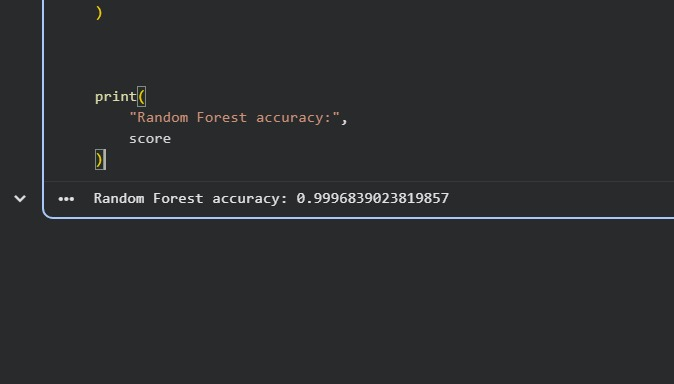 )
print(
"Random Forest accuracy:",
score
)
••• Random Forest accuracy: 0.9996839023819857